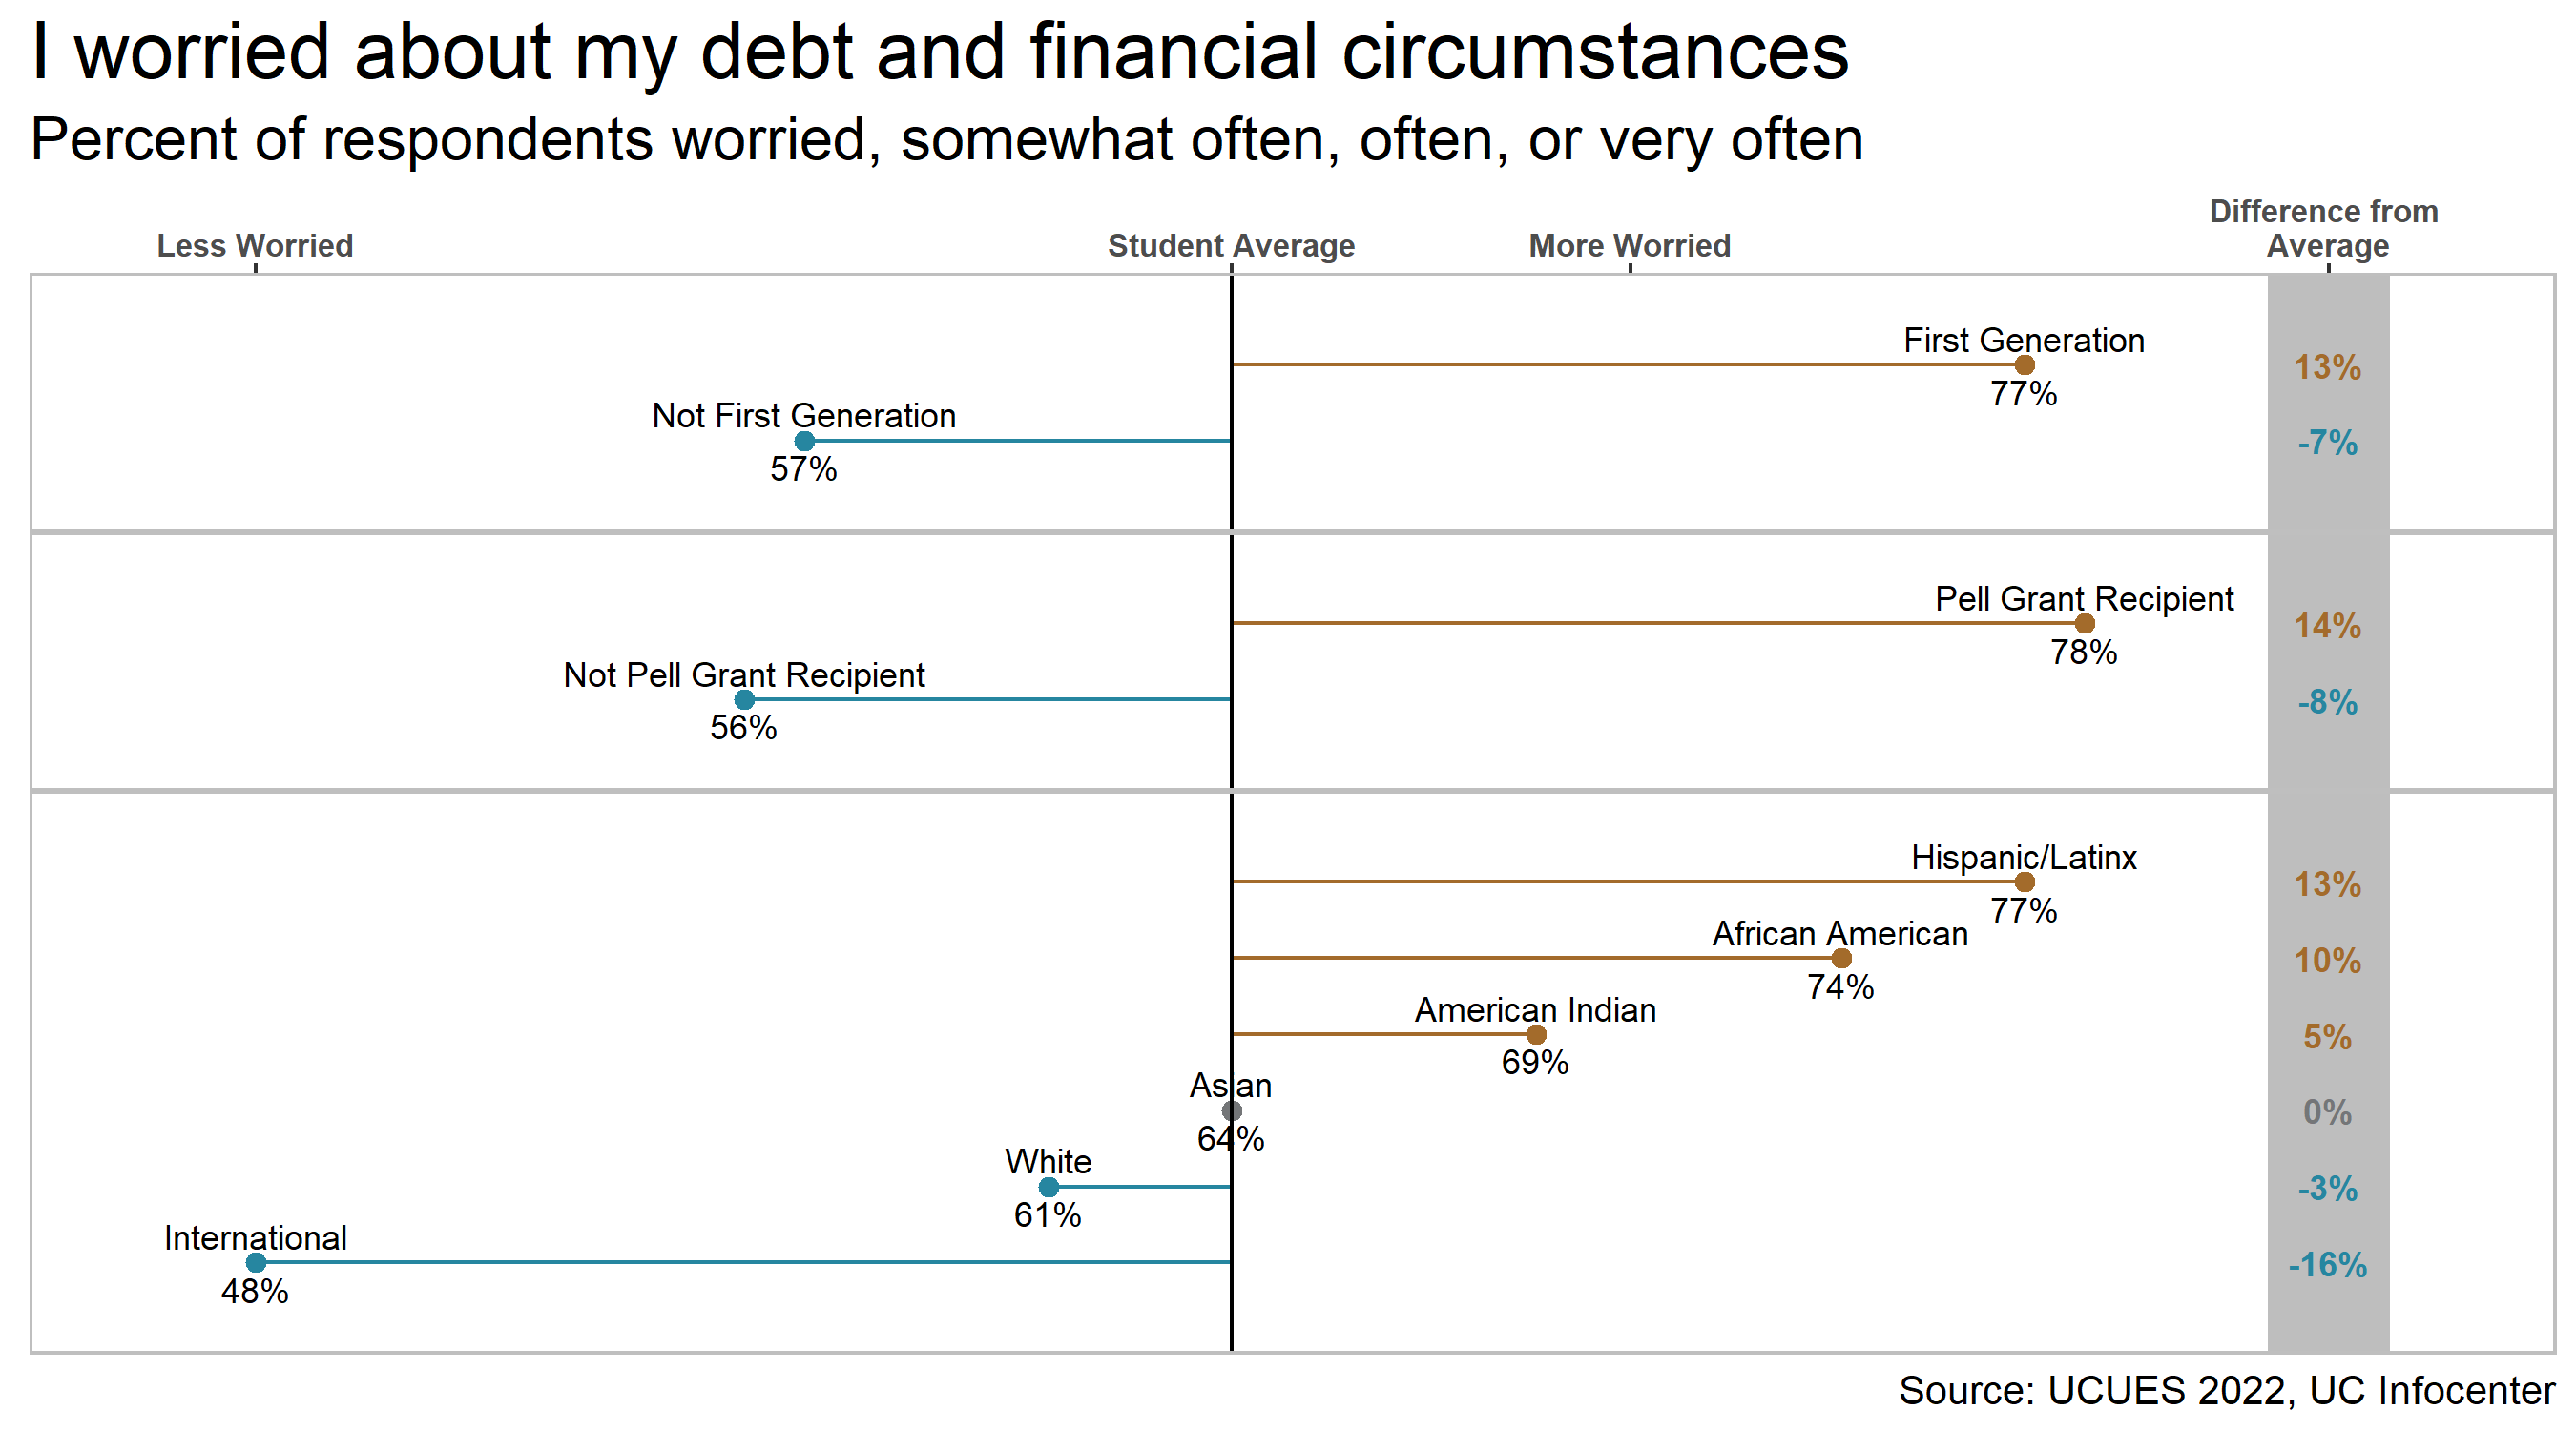 I worried about my debt and financial circumstances
Percent of respondents worried, somewhat often, often, or very often
Difference from
Less Worried Student Average More Worried Average
First Generation
13%
77%
Not First Generation
-7%
57%
Pell Grant Recipient
14%
78%
Not Pell Grant Recipient
-8%
56%
Hispanic/Latinx
13%
77%
African American
10%
74%
American Indian
5%
69%
Asian
0%
64%
White
-3%
61%
International
-16%
48%
Source: UCUES 2022, UC Infocenter